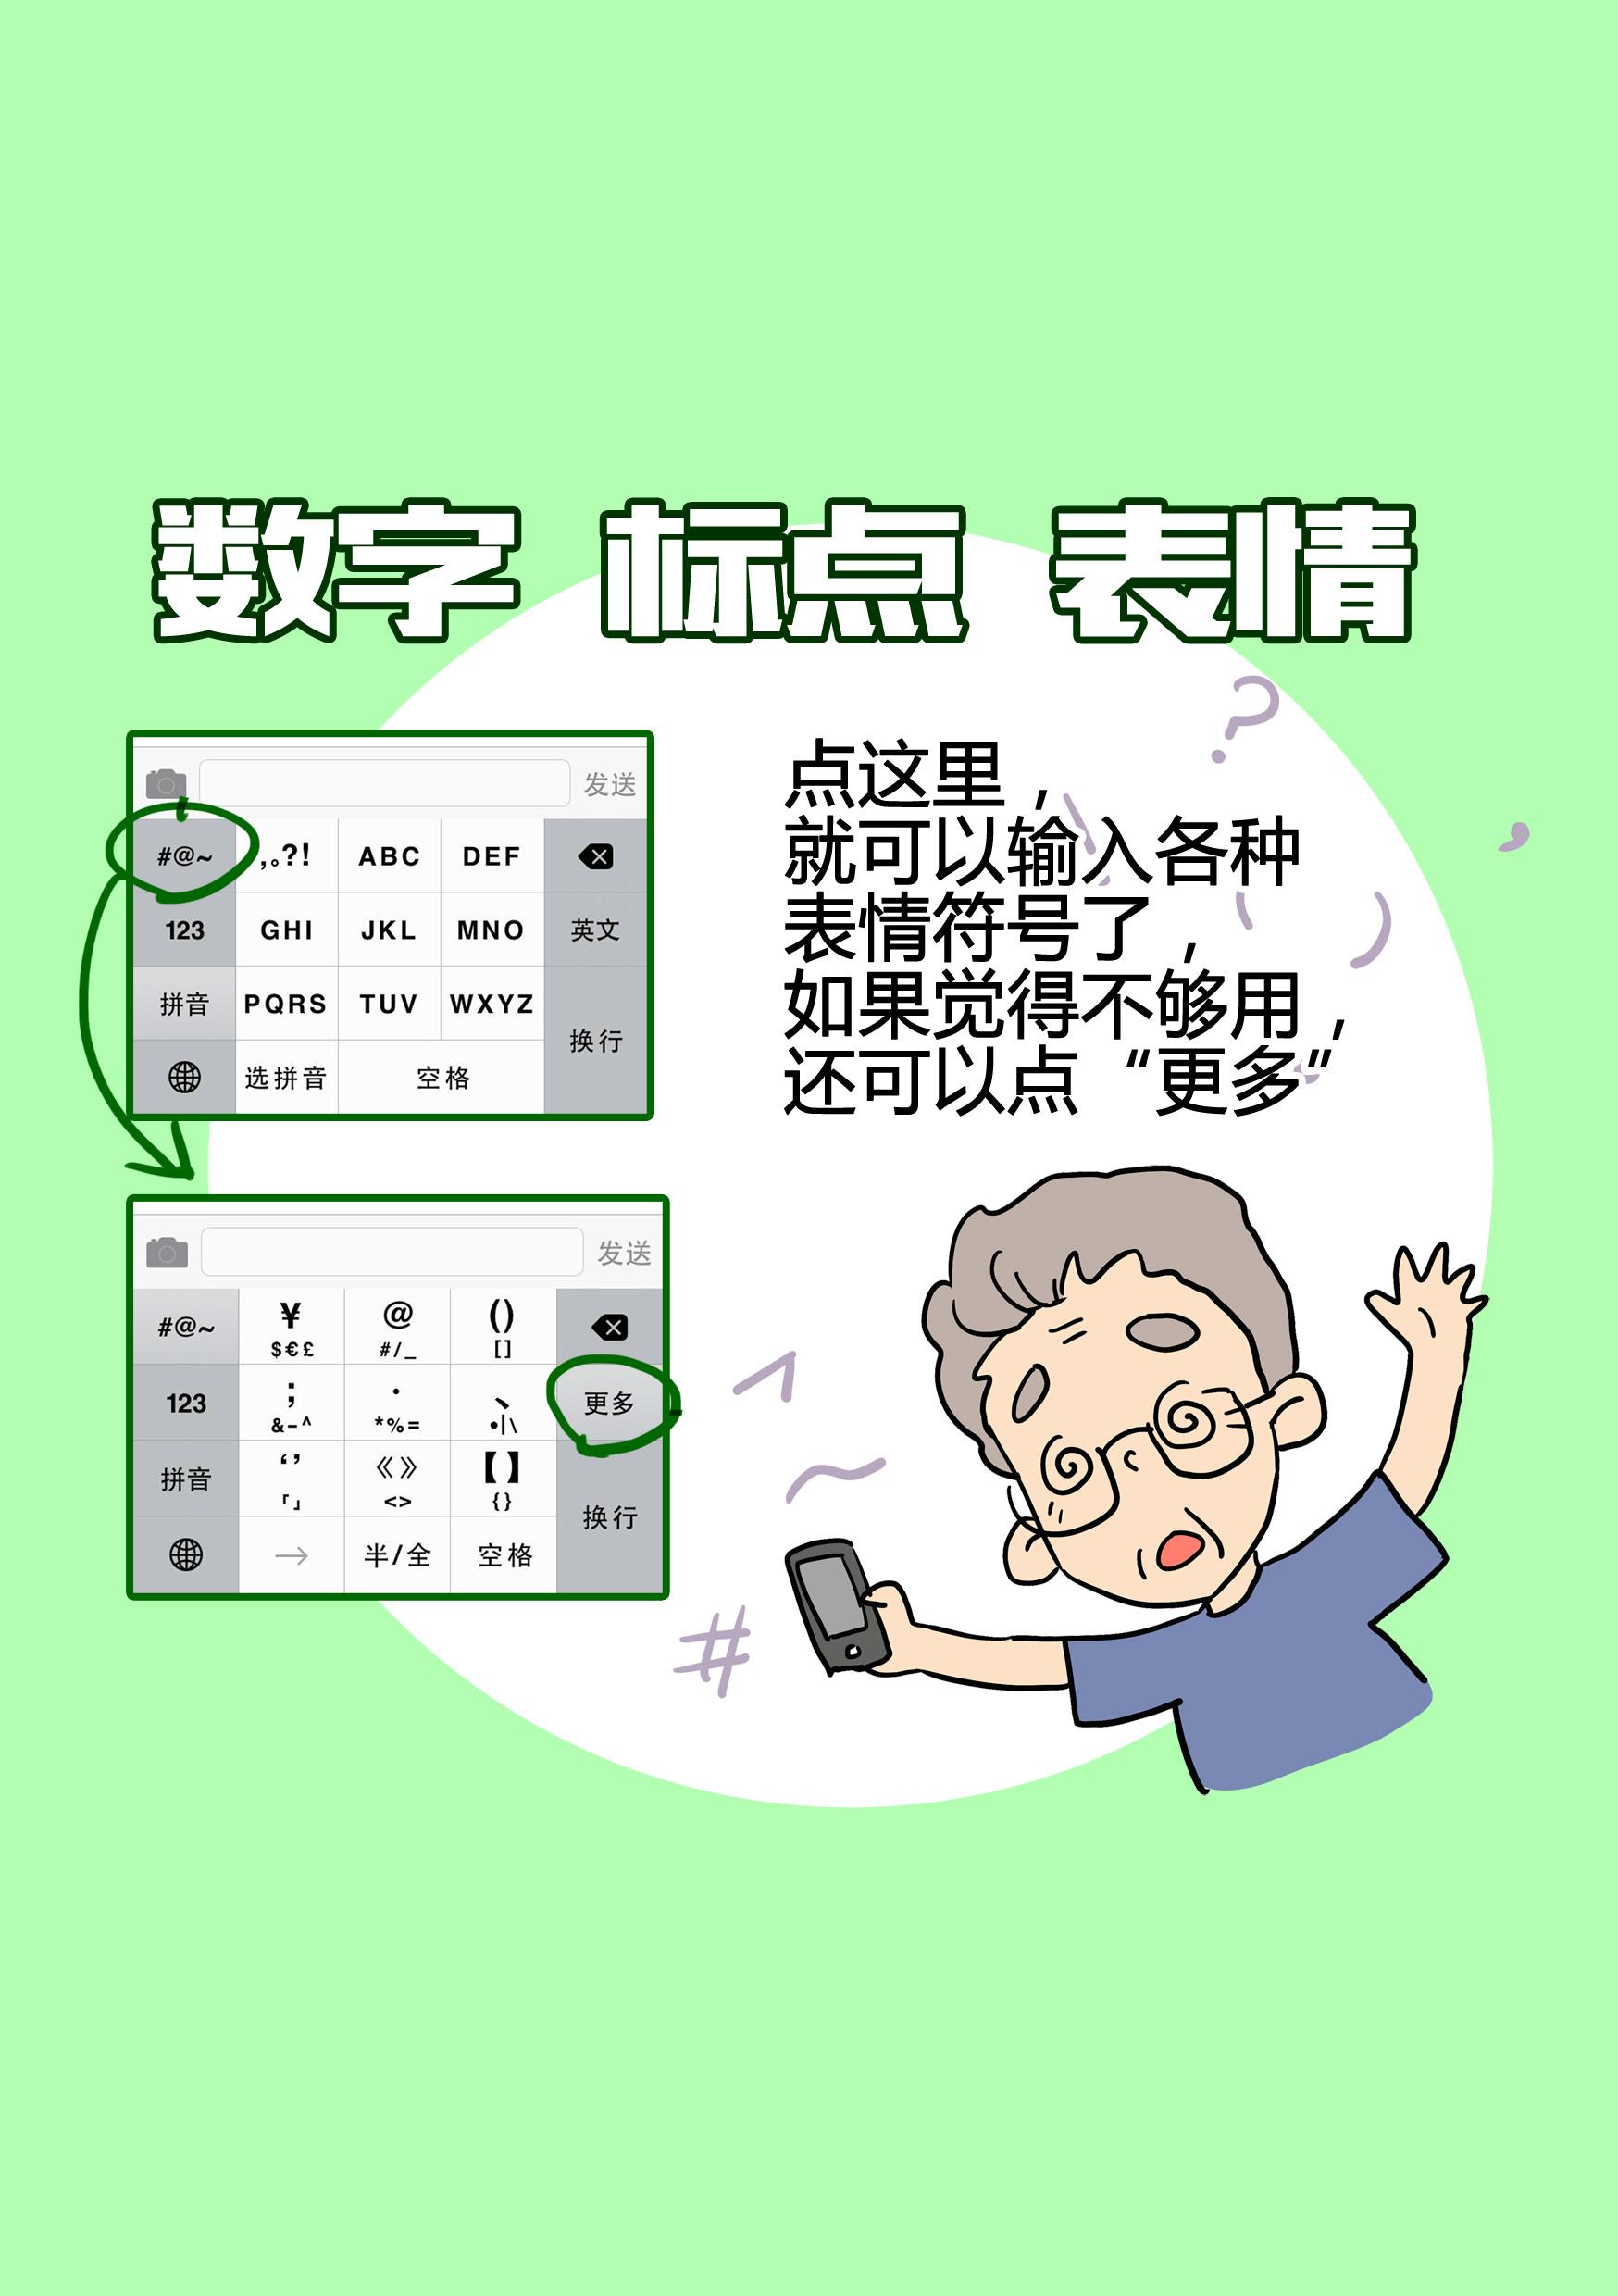 数字 标点 表情
发送
#@~ ,。?! ABC DEF
123 GHI JKL MNO 英文
拼音 PQRS TUV WXYZ
换行
选拼音 空格
点这里，
就可以输入各种
表情符号了，
如果觉得不够用，
还可以点“更多”
发送
#@~ ¥ @ ()
$€£ #/_ []
123 ; · 、 更多
&-^ *%= •|\
拼音 ‘’ 《》 【】
「」 <> {}
换行
→ 半/全 空格
?
!
,
( )
^
~
#